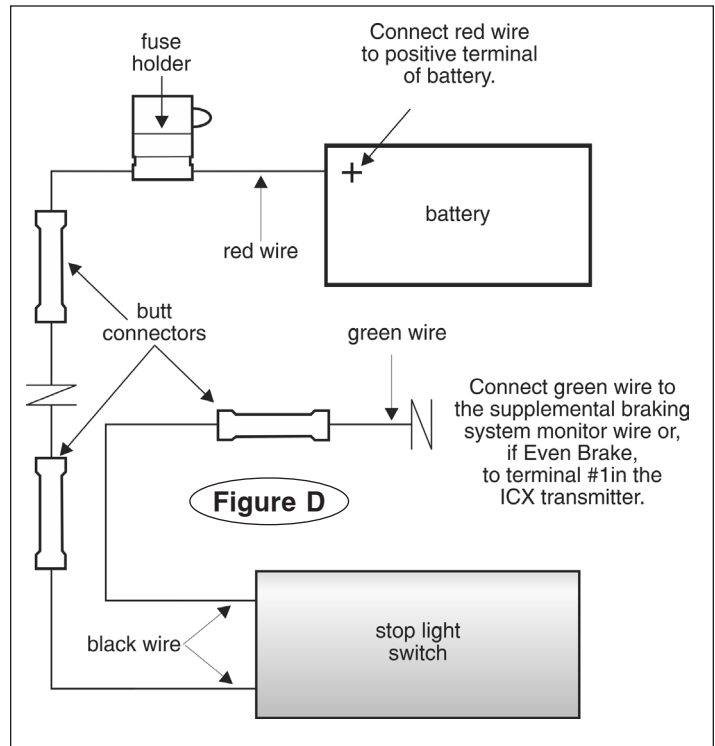 fuse
holder
Connect red wire
to positive terminal
of battery.
+
battery
red wire
butt
connectors
green wire
Connect green wire to
the supplemental braking
system monitor wire or,
if Even Brake,
to terminal #1in the
ICX transmitter.
Figure D
black wire
stop light
switch